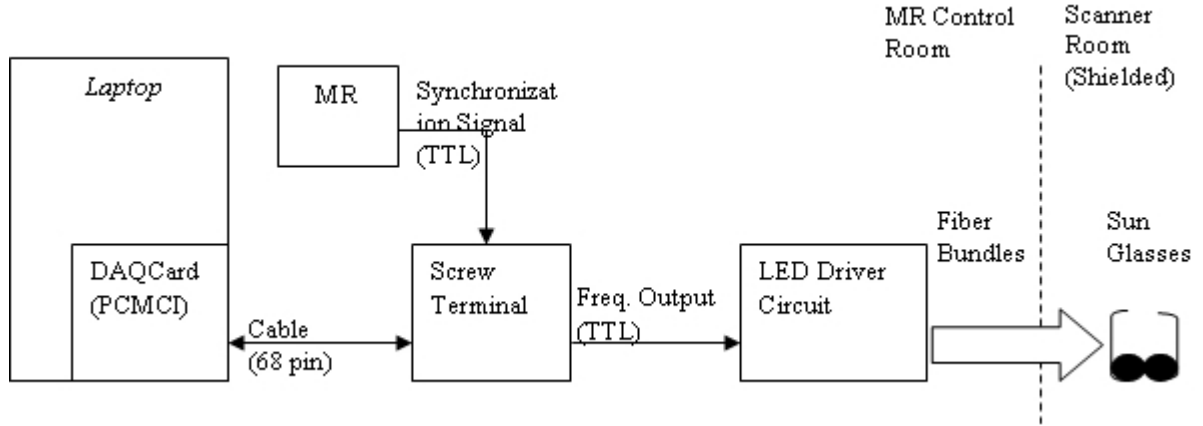 MR Control
Room
Scanner
Room
(Shielded)
Laptop
MR
Synchronizat
ion Signal
(TTL)
DAQCard
(PCMCI)
Cable
(68 pin)
Screw
Terminal
Freq. Output
(TTL)
LED Driver
Circuit
Fiber
Bundles
Sun
Glasses